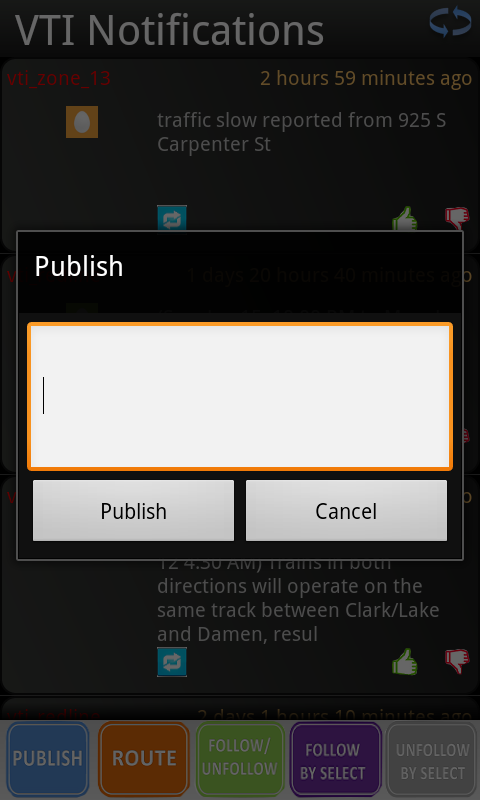 VTI Notifications
vti_zone_13
2 hours 59 minutes ago
traffic slow reported from 925 S
Carpenter St
1 days 20 hours 40 minutes ago
Publish
Publish
Cancel
12 4:30 AM) Trains in both
directions will operate on the
same track between Clark/Lake
and Damen, resul
2 days 1 hours 10 minutes ago
PUBLISH
ROUTE
FOLLOW/
UNFOLLOW
FOLLOW
BY SELECT
UNFOLLOW
BY SELECT